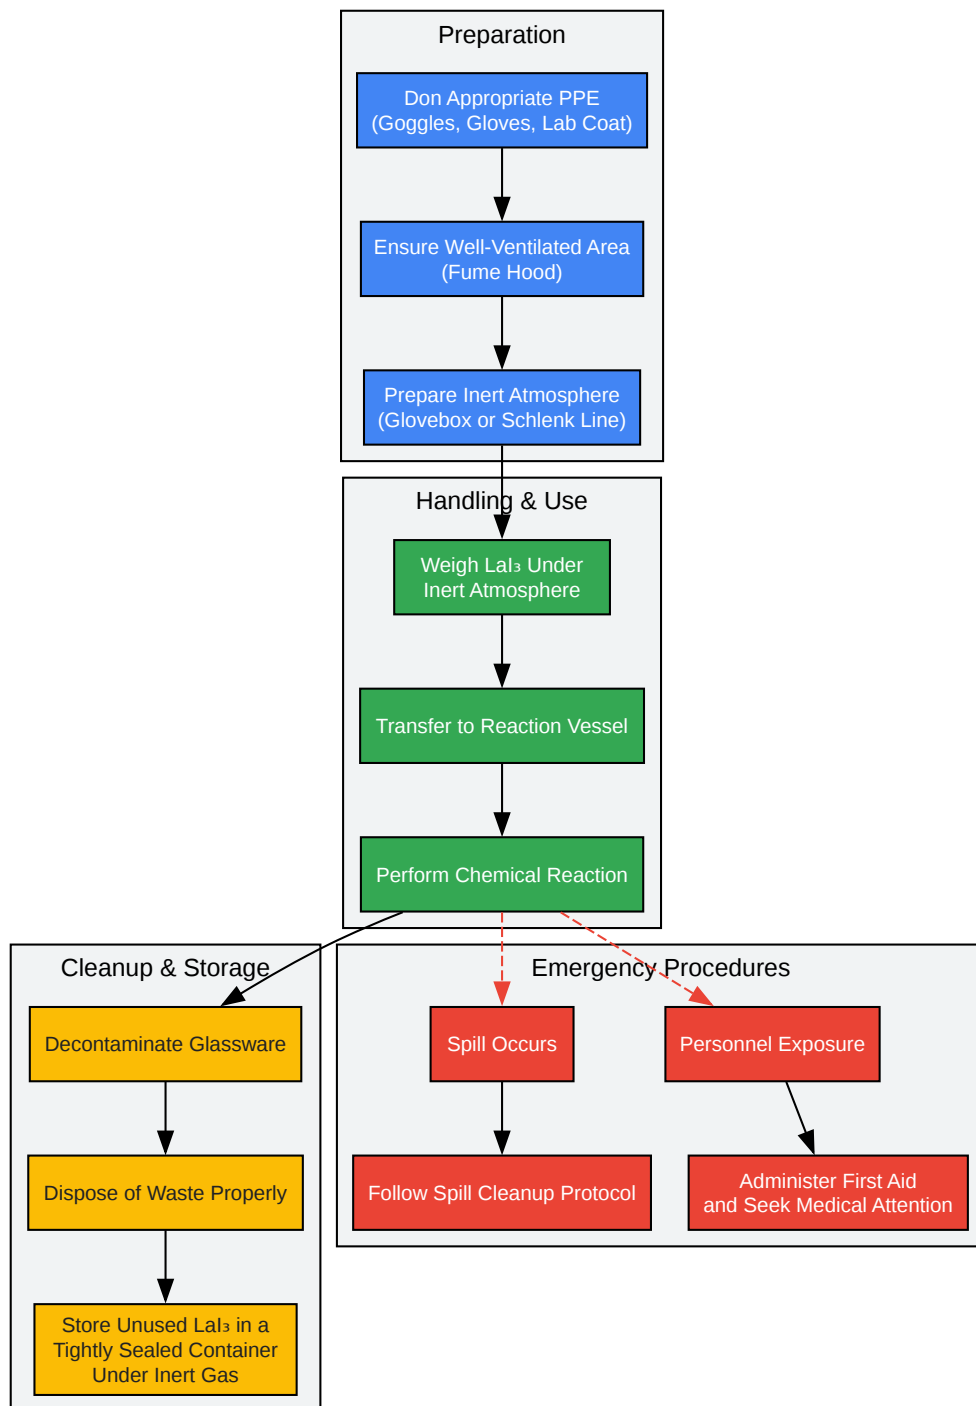 Preparation
Don Appropriate PPE
(Goggles, Gloves, Lab Coat)
Ensure Well-Ventilated Area
(Fume Hood)
Prepare Inert Atmosphere
(Glovebox or Schlenk Line)
Handling & Use
Weigh LaI₃ Under
Inert Atmosphere
Transfer to Reaction Vessel
Perform Chemical Reaction
Cleanup & Storage
Decontaminate Glassware
Dispose of Waste Properly
Store Unused LaI₃ in a
Tightly Sealed Container
Under Inert Gas
Emergency Procedures
Spill Occurs
Follow Spill Cleanup Protocol
Personnel Exposure
Administer First Aid
and Seek Medical Attention